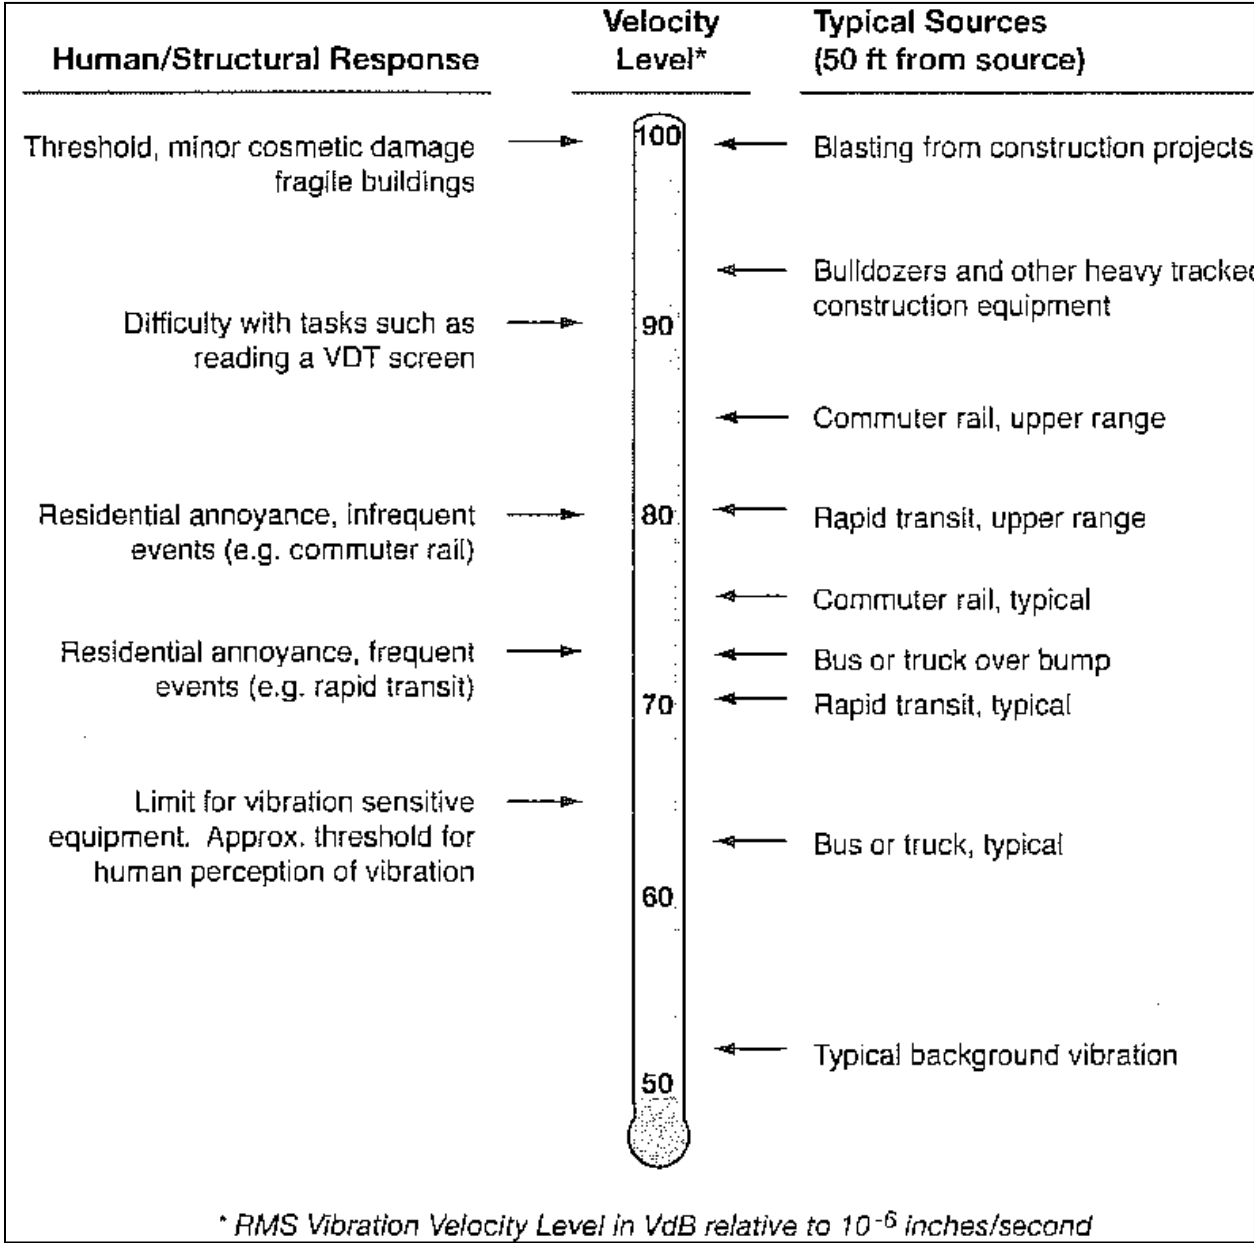 Human/Structural Response
Velocity
Level*
Typical Sources
(50 ft from source)
Threshold, minor cosmetic damage
fragile buildings
100
Blasting from construction projects
Bulldozers and other heavy tracked
construction equipment
Difficulty with tasks such as
reading a VDT screen
90
Commuter rail, upper range
Residential annoyance, infrequent
events (e.g. commuter rail)
80
Rapid transit, upper range
Commuter rail, typical
Residential annoyance, frequent
events (e.g. rapid transit)
Bus or truck over bump
70
Rapid transit, typical
Limit for vibration sensitive
equipment. Approx. threshold for
human perception of vibration
Bus or truck, typical
60
Typical background vibration
50
* RMS Vibration Velocity Level in VdB relative to 10⁻⁶ inches/second